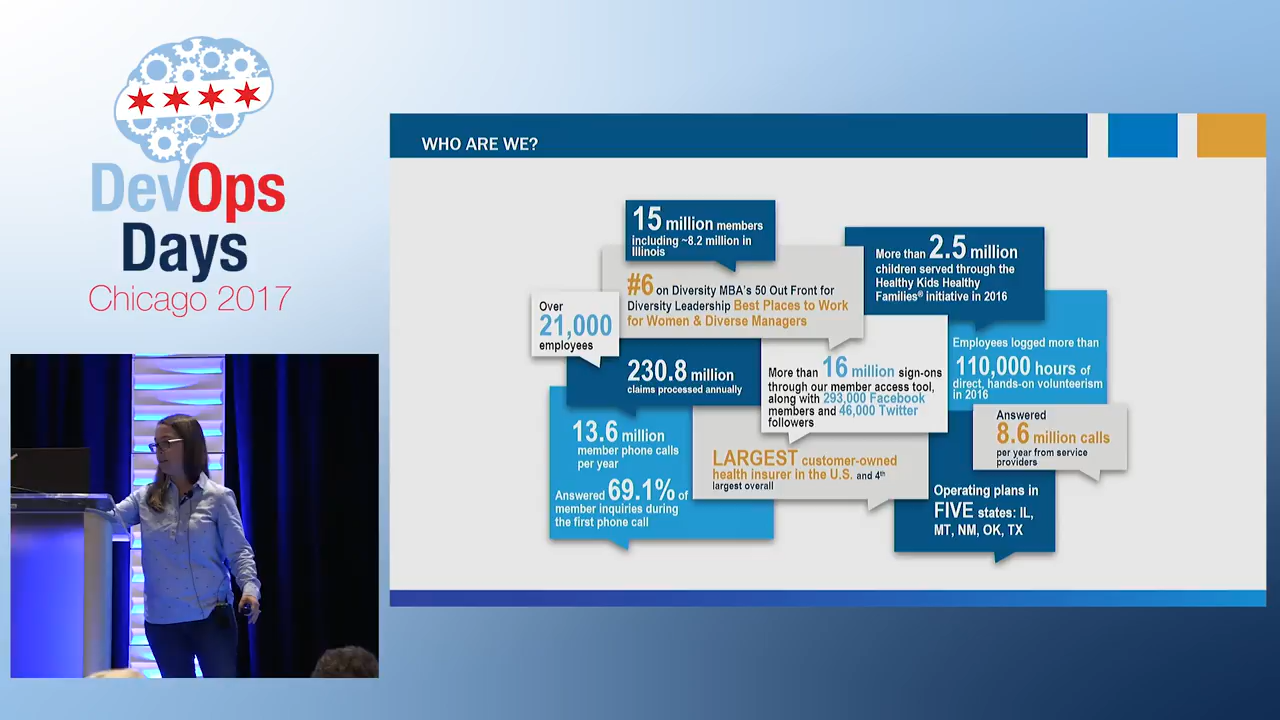 DevOps
Days
Chicago 2017
WHO ARE WE?
15 million members
including ~8.2 million in
Illinois
#6 on Diversity MBA's 50 Out Front for
Diversity Leadership Best Places to Work
for Women & Diverse Managers
More than 2.5 million
children served through the
Healthy Kids Healthy
Families® initiative in 2016
Over
21,000
employees
230.8 million
claims processed annually
More than 16 million sign-ons
through our member access tool,
along with 293,000 Facebook
members and 46,000 Twitter
followers
Employees logged more than
110,000 hours of
direct, hands-on volunteerism
in 2016
13.6 million
member phone calls
per year
Answered 69.1% of
member inquiries during
the first phone call
LARGEST customer-owned
health insurer in the U.S. and 4th
largest overall
Answered
8.6 million calls
per year from service
providers
Operating plans in
FIVE states: IL,
MT, NM, OK, TX